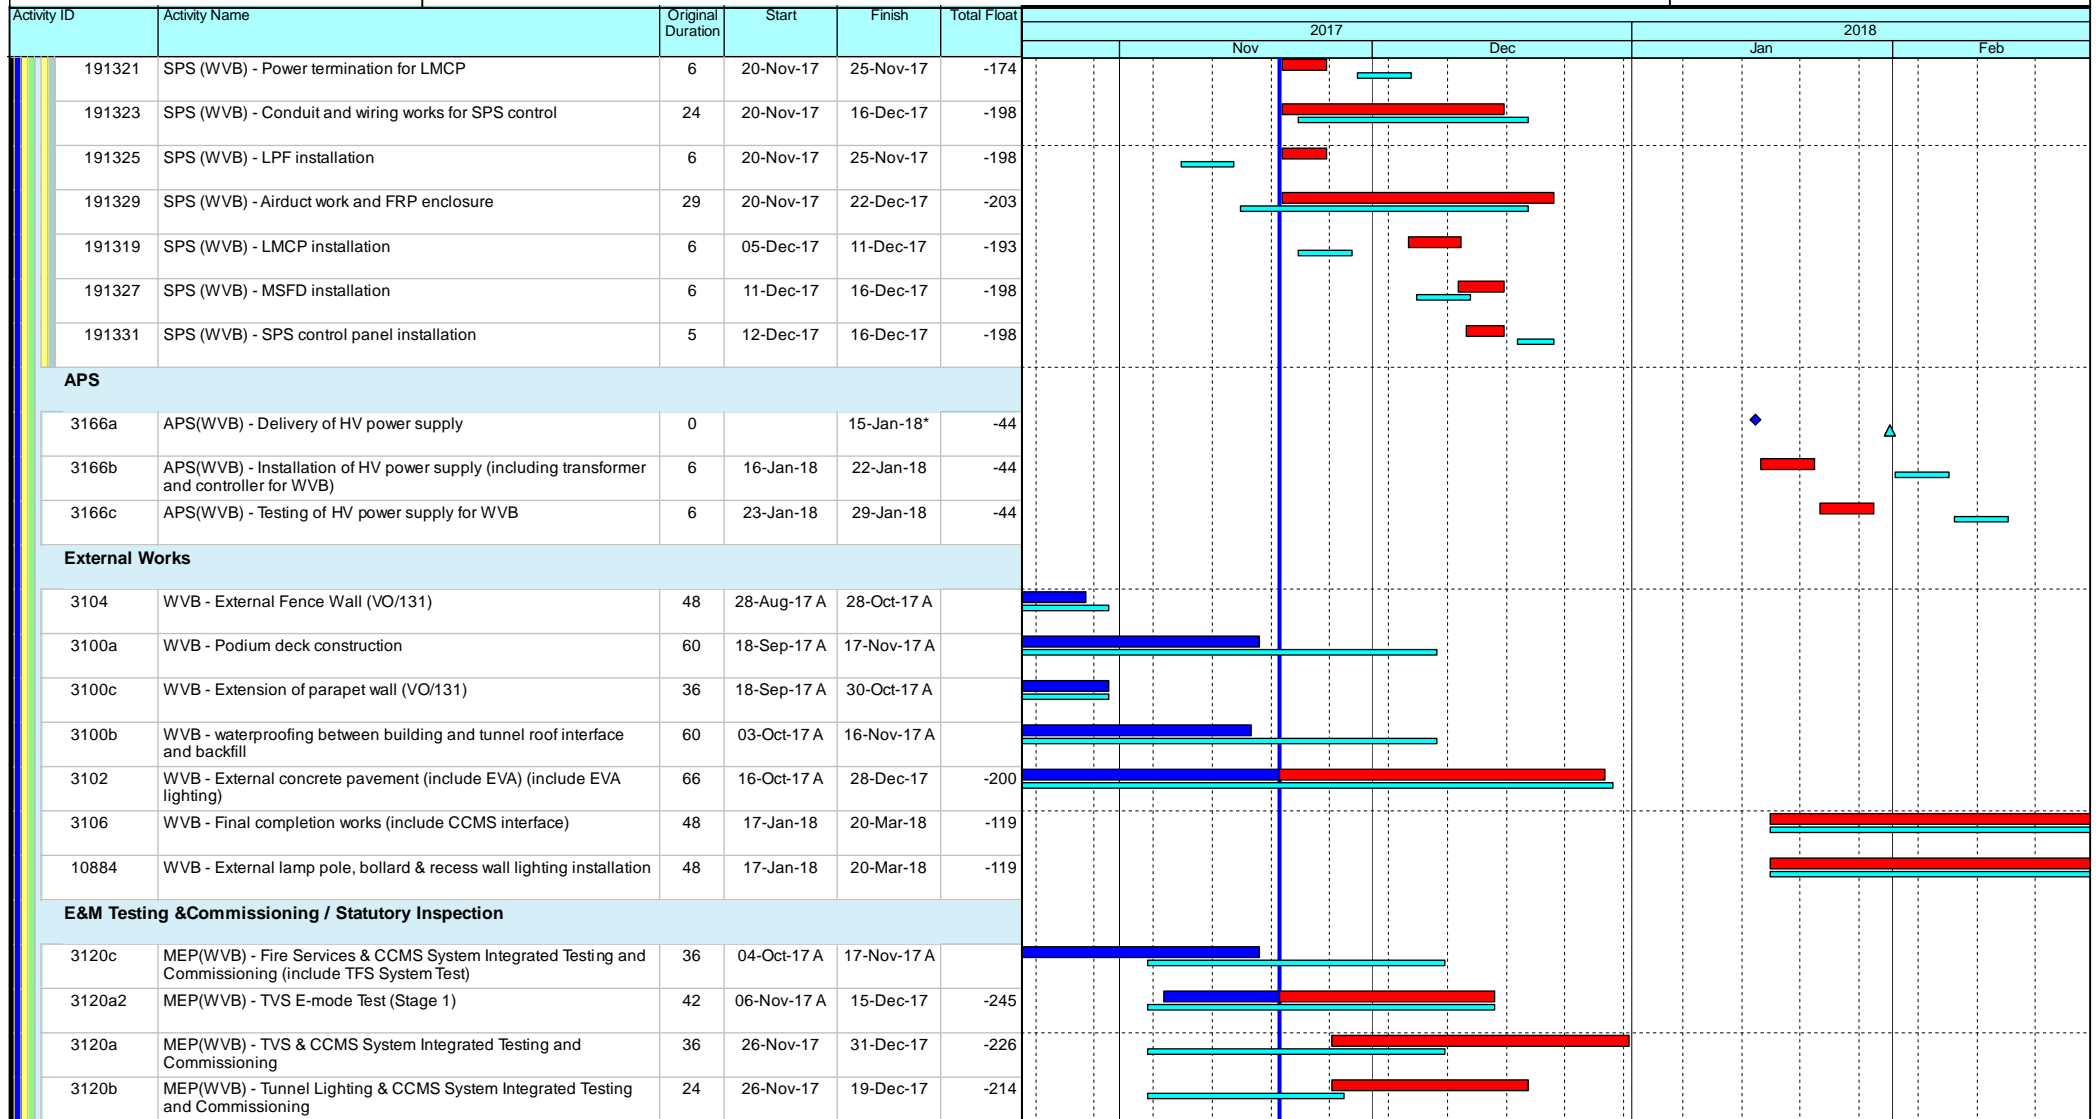 Activity ID Activity Name Original Duration Start Finish Total Float
2017 2018
Nov Dec Jan Feb
191321 SPS (WVB) - Power termination for LMCP 6 20-Nov-17 25-Nov-17 -174
191323 SPS (WVB) - Conduit and wiring works for SPS control 24 20-Nov-17 16-Dec-17 -198
191325 SPS (WVB) - LPF installation 6 20-Nov-17 25-Nov-17 -198
191329 SPS (WVB) - Airduct work and FRP enclosure 29 20-Nov-17 22-Dec-17 -203
191319 SPS (WVB) - LMCP installation 6 05-Dec-17 11-Dec-17 -193
191327 SPS (WVB) - MSFD installation 6 11-Dec-17 16-Dec-17 -198
191331 SPS (WVB) - SPS control panel installation 5 12-Dec-17 16-Dec-17 -198
APS
3166a APS(WVB) - Delivery of HV power supply 0 15-Jan-18* -44
3166b APS(WVB) - Installation of HV power supply (including transformer 6 16-Jan-18 22-Jan-18 -44
and controller for WVB)
3166c APS(WVB) - Testing of HV power supply for WVB 6 23-Jan-18 29-Jan-18 -44
External Works
3104 WVB - External Fence Wall (VO/131) 48 28-Aug-17 A 28-Oct-17 A
3100a WVB - Podium deck construction 60 18-Sep-17 A 17-Nov-17 A
3100c WVB - Extension of parapet wall (VO/131) 36 18-Sep-17 A 30-Oct-17 A
3100b WVB - waterproofing between building and tunnel roof interface 60 03-Oct-17 A 16-Nov-17 A
and backfill
3102 WVB - External concrete pavement (include EVA) (include EVA 66 16-Oct-17 A 28-Dec-17 -200
lighting)
3106 WVB - Final completion works (include CCMS interface) 48 17-Jan-18 20-Mar-18 -119
10884 WVB - External lamp pole, bollard & recess wall lighting installation 48 17-Jan-18 20-Mar-18 -119
E&M Testing &Commissioning / Statutory Inspection
3120c MEP(WVB) - Fire Services & CCMS System Integrated Testing and 36 04-Oct-17 A 17-Nov-17 A
Commissioning (include TFS System Test)
3120a2 MEP(WVB) - TVS E-mode Test (Stage 1) 42 06-Nov-17 A 15-Dec-17 -245
3120a MEP(WVB) - TVS & CCMS System Integrated Testing and 36 26-Nov-17 31-Dec-17 -226
Commissioning
3120b MEP(WVB) - Tunnel Lighting & CCMS System Integrated Testing 24 26-Nov-17 19-Dec-17 -214
and Commissioning